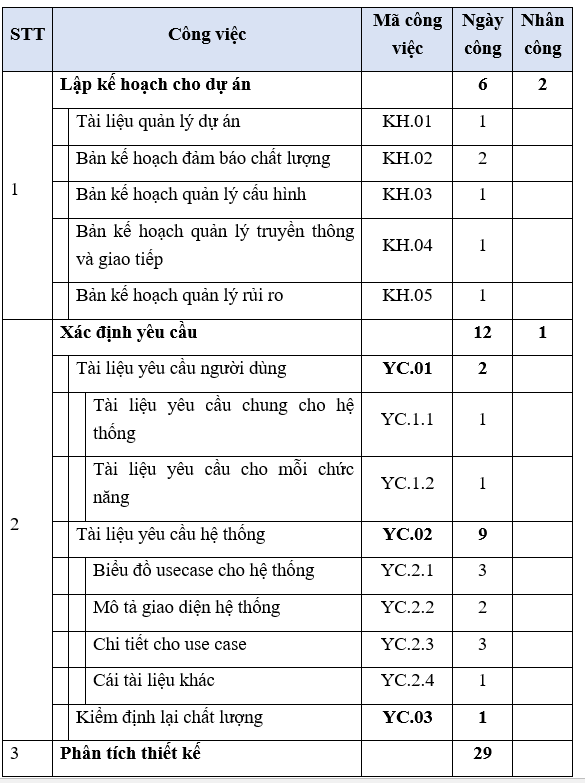 STT Công việc Mã công việc Ngày công Nhân công
1 Lập kế hoạch cho dự án 6 2
Tài liệu quản lý dự án KH.01 1
Bản kế hoạch đảm báo chất lượng KH.02 2
Bản kế hoạch quản lý cấu hình KH.03 1
Bản kế hoạch quản lý truyền thông
và giao tiếp KH.04 1
Bản kế hoạch quản lý rủi ro KH.05 1
2 Xác định yêu cầu 12 1
Tài liệu yêu cầu người dùng YC.01 2
Tài liệu yêu cầu chung cho hệ
thống YC.1.1 1
Tài liệu yêu cầu cho mỗi chức
năng YC.1.2 1
Tài liệu yêu cầu hệ thống YC.02 9
Biểu đồ usecase cho hệ thống YC.2.1 3
Mô tả giao diện hệ thống YC.2.2 2
Chi tiết cho use case YC.2.3 3
Cái tài liệu khác YC.2.4 1
Kiểm định lại chất lượng YC.03 1
3 Phân tích thiết kế 29